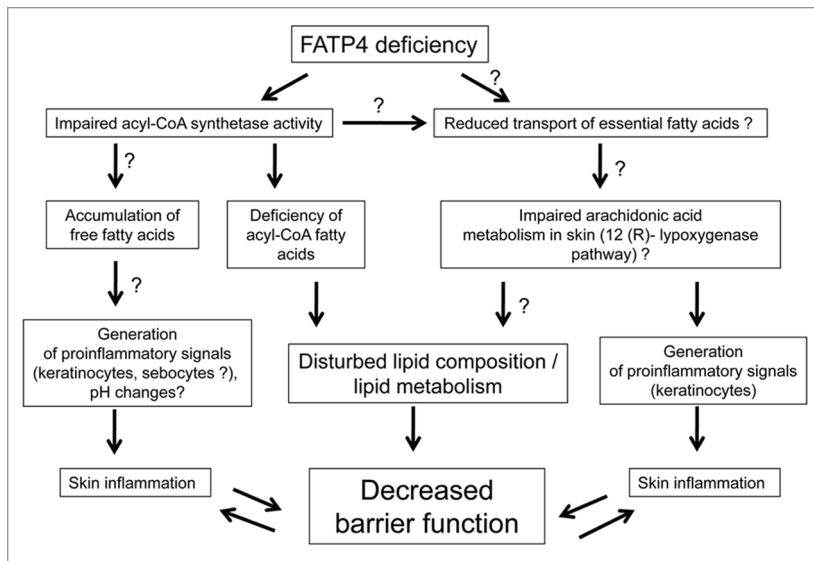 FATP4 deficiency
?
?
Impaired acyl-CoA synthetase activity
Reduced transport of essential fatty acids ?
?
?
Accumulation of
free fatty acids
Deficiency of
acyl-CoA fatty
acids
Impaired arachidonic acid
metabolism in skin (12 (R)- lypoxygenase
pathway) ?
?
?
Generation
of proinflammatory signals
(keratinocytes, sebocytes ?),
pH changes?
Disturbed lipid composition /
lipid metabolism
Generation
of proinflammatory signals
(keratinocytes)
Skin inflammation
Decreased
barrier function
Skin inflammation